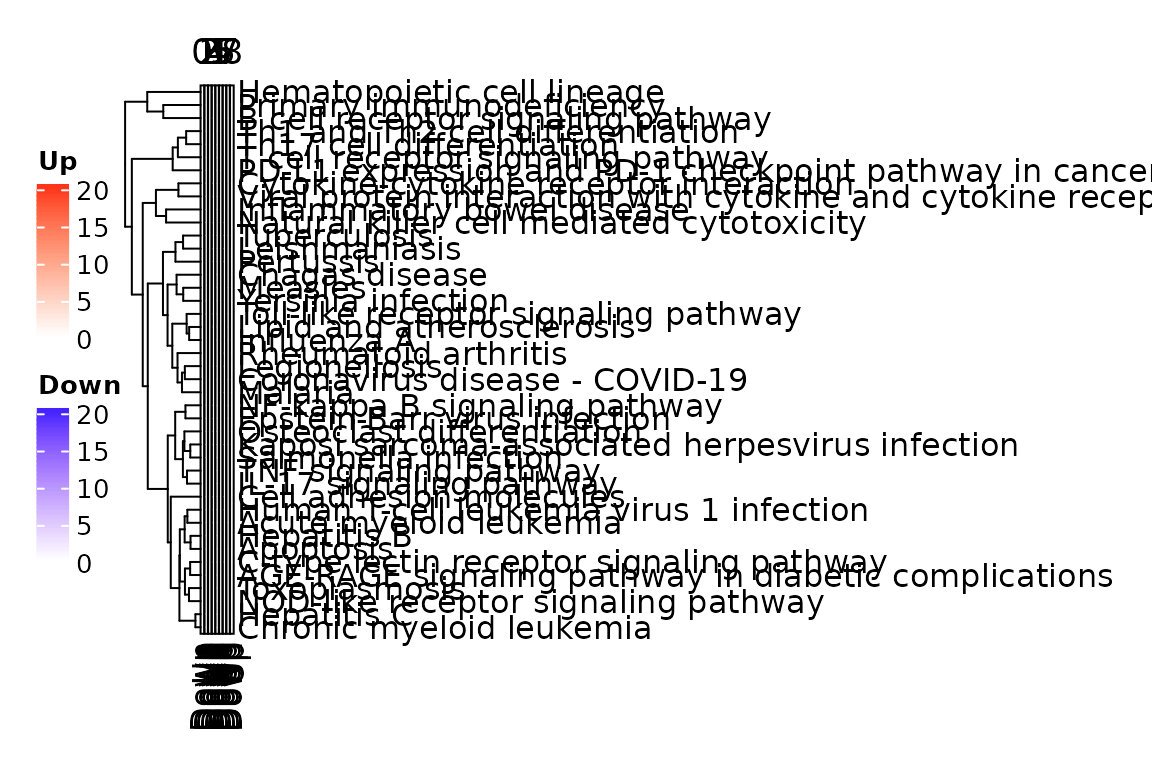 Hematopoietic cell lineage
Primary immunodeficiency
B cell receptor signaling pathway
Th1 and Th2 cell differentiation
Th17 cell differentiation
T cell receptor signaling pathway
PD-L1 expression and PD-1 checkpoint pathway in cancer
Cytokine-cytokine receptor interaction
Viral protein interaction with cytokine and cytokine recep
Inflammatory bowel disease
Natural killer cell mediated cytotoxicity
Tuberculosis
Leishmaniasis
Pertussis
Chagas disease
Measles
Yersinia infection
Toll-like receptor signaling pathway
Lipid and atherosclerosis
Influenza A
Rheumatoid arthritis
Legionellosis
Coronavirus disease - COVID-19
Malaria
NF-kappa B signaling pathway
Epstein-Barr virus infection
Osteoclast differentiation
Kaposi sarcoma-associated herpesvirus infection
Salmonella infection
TNF signaling pathway
IL-17 signaling pathway
Cell adhesion molecules
Human T-cell leukemia virus 1 infection
Acute myeloid leukemia
Hepatitis B
Apoptosis
C-type lectin receptor signaling pathway
AGE-RAGE signaling pathway in diabetic complications
Toxoplasmosis
NOD-like receptor signaling pathway
Hepatitis C
Chronic myeloid leukemia
Up
20
15
10
5
0
Down
20
15
10
5
0